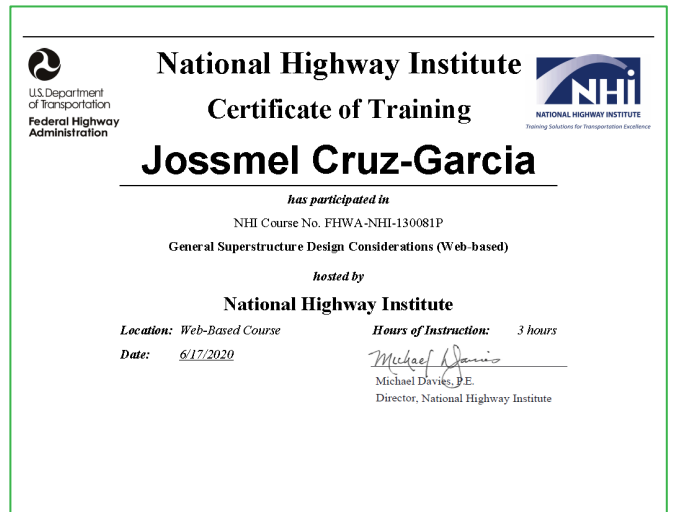 U.S. Department
of Transportation
Federal Highway
Administration
National Highway Institute
Certificate of Training
NHi
NATIONAL HIGHWAY INSTITUTE
Training Solutions for Transportation Excellence
Jossmel Cruz-Garcia
has participated in
NHI Course No. FHWA-NHI-130081P
General Superstructure Design Considerations (Web-based)
hosted by
National Highway Institute
Location: Web-Based Course Hours of Instruction: 3 hours
Date: 6/17/2020
Michael Davies
Michael Davies, P.E.
Director, National Highway Institute